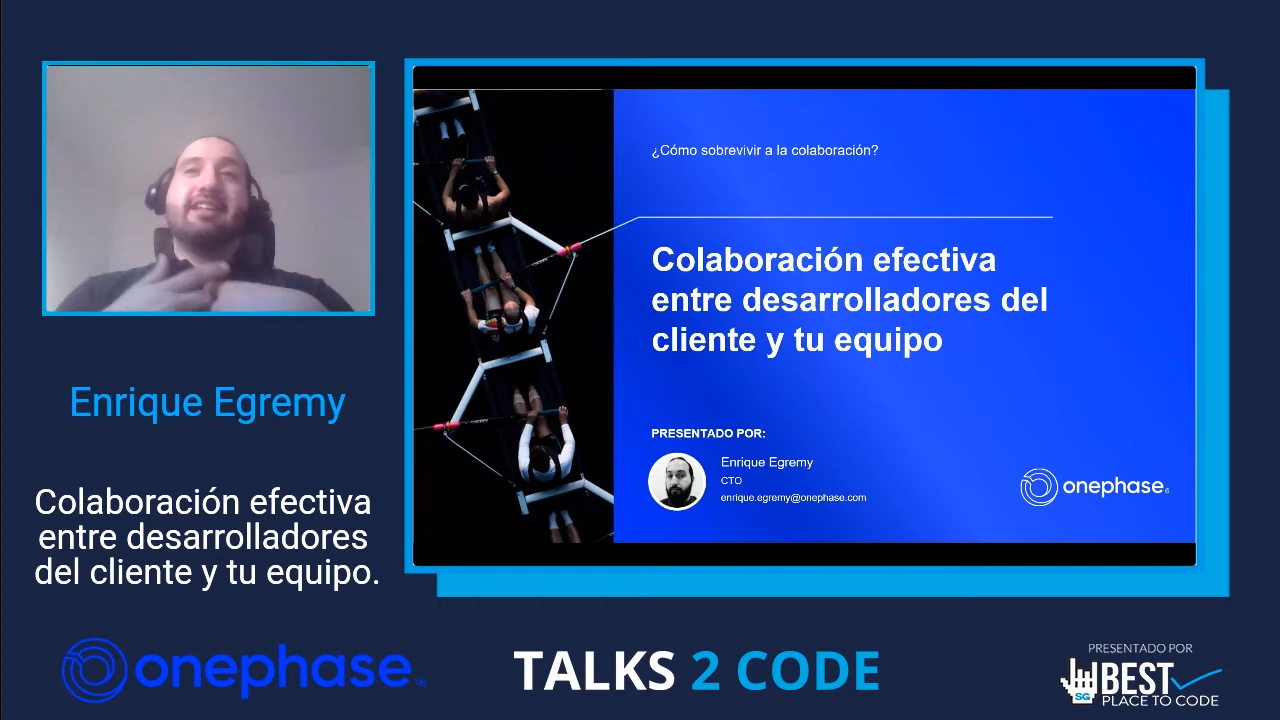 ¿Cómo sobrevivir a la colaboración?
Colaboración efectiva
entre desarrolladores del
cliente y tu equipo
PRESENTADO POR:
Enrique Egremy
CTO
enrique.egremy@onephase.com
onephase
Enrique Egremy
Colaboración efectiva
entre desarrolladores
del cliente y tu equipo.
onephase®
TALKS 2 CODE
PRESENTADO POR
SG
BEST
PLACE TO CODE